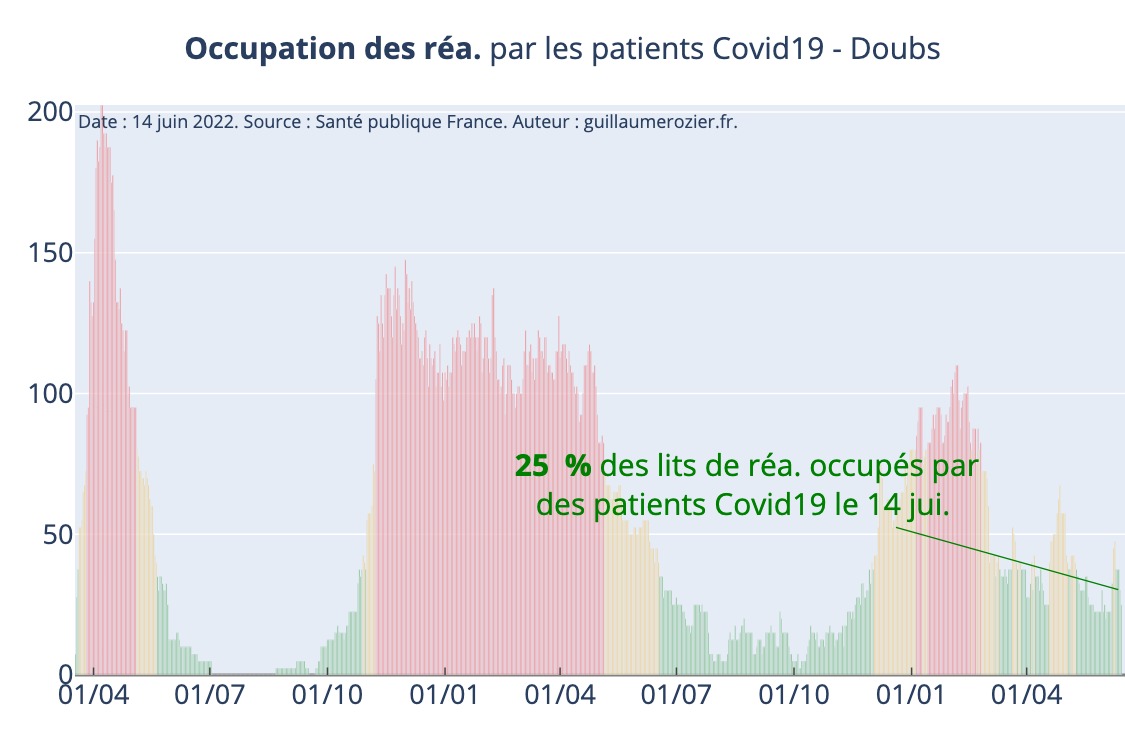 Occupation des réa. par les patients Covid19 - Doubs
200
Date : 14 juin 2022. Source : Santé publique France. Auteur : guillaumerozier.fr.
150
100
25 % des lits de réa. occupés par
des patients Covid19 le 14 jui.
50
0
01/04 01/07 01/10 01/01 01/04 01/07 01/10 01/01 01/04